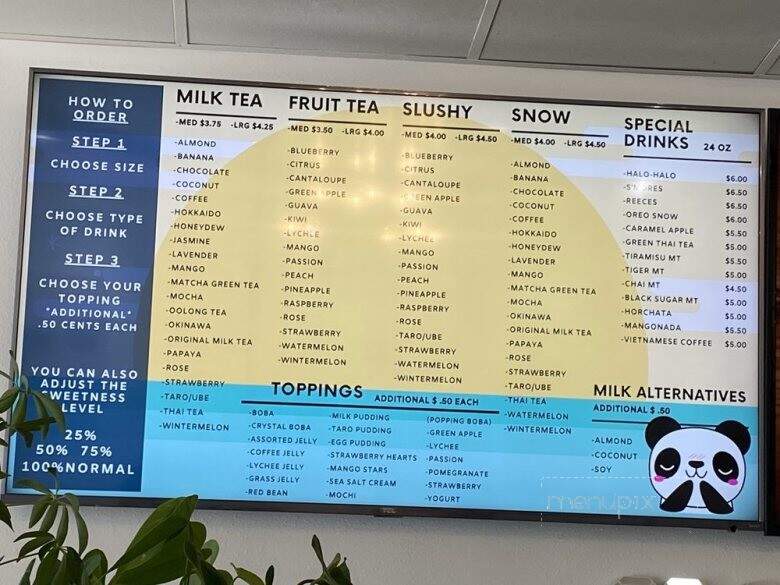 HOW TO
ORDER
STEP 1
CHOOSE SIZE
STEP 2
CHOOSE TYPE
OF DRINK
STEP 3
CHOOSE YOUR
TOPPING
*ADDITIONAL*
.50 CENTS EACH
YOU CAN ALSO
ADJUST THE
SWEETNESS
LEVEL
25%
50% 75%
100%NORMAL
MILK TEA
-MED $3.75 -LRG $4.25
-ALMOND
-BANANA
-CHOCOLATE
-COCONUT
-COFFEE
-HOKKAIDO
-HONEYDEW
-JASMINE
-LAVENDER
-MANGO
-MATCHA GREEN TEA
-MOCHA
-OOLONG TEA
-OKINAWA
-ORIGINAL MILK TEA
-PAPAYA
-ROSE
-STRAWBERRY
-TARO/UBE
-THAI TEA
-WINTERMELON
FRUIT TEA
-MED $3.50 -LRG $4.00
-BLUEBERRY
-CITRUS
-CANTALOUPE
-GREEN APPLE
-GUAVA
-KIWI
-LYCHEE
-MANGO
-PASSION
-PEACH
-PINEAPPLE
-RASPBERRY
-ROSE
-STRAWBERRY
-WATERMELON
-WINTERMELON
SLUSHY
-MED $4.00 -LRG $4.50
-BLUEBERRY
-CITRUS
-CANTALOUPE
-GREEN APPLE
-GUAVA
-KIWI
-LYCHEE
-MANGO
-PASSION
-PEACH
-PINEAPPLE
-RASPBERRY
-ROSE
-TARO/UBE
-STRAWBERRY
-WATERMELON
-WINTERMELON
SNOW
-MED $4.00 -LRG $4.50
-ALMOND
-BANANA
-CHOCOLATE
-COCONUT
-COFFEE
-HOKKAIDO
-HONEYDEW
-LAVENDER
-MANGO
-MATCHA GREEN TEA
-MOCHA
-OKINAWA
-ORIGINAL MILK TEA
-PAPAYA
-ROSE
-STRAWBERRY
-TARO/UBE
-THAI TEA
-WATERMELON
-WINTERMELON
SPECIAL
DRINKS 24 OZ
-HALO-HALO $6.00
-S'MORES $6.50
-REECES $6.50
-OREO SNOW $6.00
-CARAMEL APPLE $5.50
-GREEN THAI TEA $5.00
-TIRAMISU MT $5.50
-TIGER MT $5.00
-CHAI MT $4.50
-BLACK SUGAR MT $5.00
-HORCHATA $5.00
-MANGONADA $5.50
-VIETNAMESE COFFEE $5.00
TOPPINGS ADDITIONAL $ .50 EACH
-BOBA
-CRYSTAL BOBA
-ASSORTED JELLY
-COFFEE JELLY
-LYCHEE JELLY
-GRASS JELLY
-RED BEAN
-MILK PUDDING
-TARO PUDDING
-EGG PUDDING
-STRAWBERRY HEARTS
-MANGO STARS
-SEA SALT CREAM
-MOCHI
(POPPING BOBA)
-GREEN APPLE
-LYCHEE
-PASSION
-POMEGRANATE
-STRAWBERRY
-YOGURT
MILK ALTERNATIVES
ADDITIONAL $ .50
-ALMOND
-COCONUT
-SOY
menupix
TCL